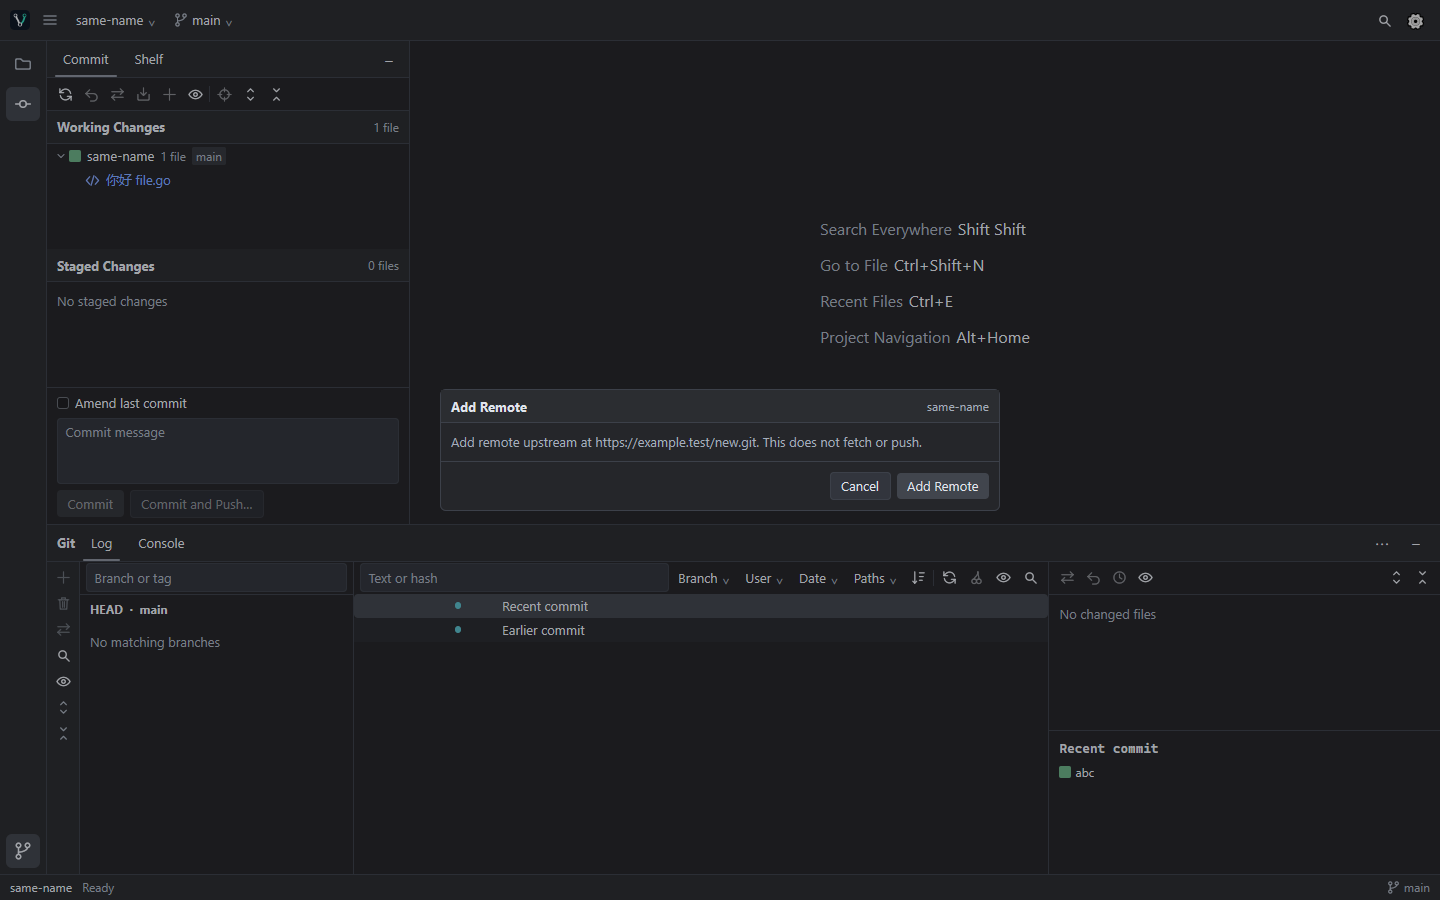 same-name
main
Commit
Shelf
Working Changes
1 file
same-name 1 file main
你好 file.go
Staged Changes
0 files
No staged changes
Amend last commit
Commit message
Commit
Commit and Push...
Search Everywhere Shift Shift
Go to File Ctrl+Shift+N
Recent Files Ctrl+E
Project Navigation Alt+Home
Add Remote
same-name
Add remote upstream at https://example.test/new.git. This does not fetch or push.
Cancel
Add Remote
Git
Log
Console
Branch or tag
HEAD · main
No matching branches
Text or hash
Branch
User
Date
Paths
Recent commit
Earlier commit
No changed files
Recent commit
abc
same-name
Ready
main